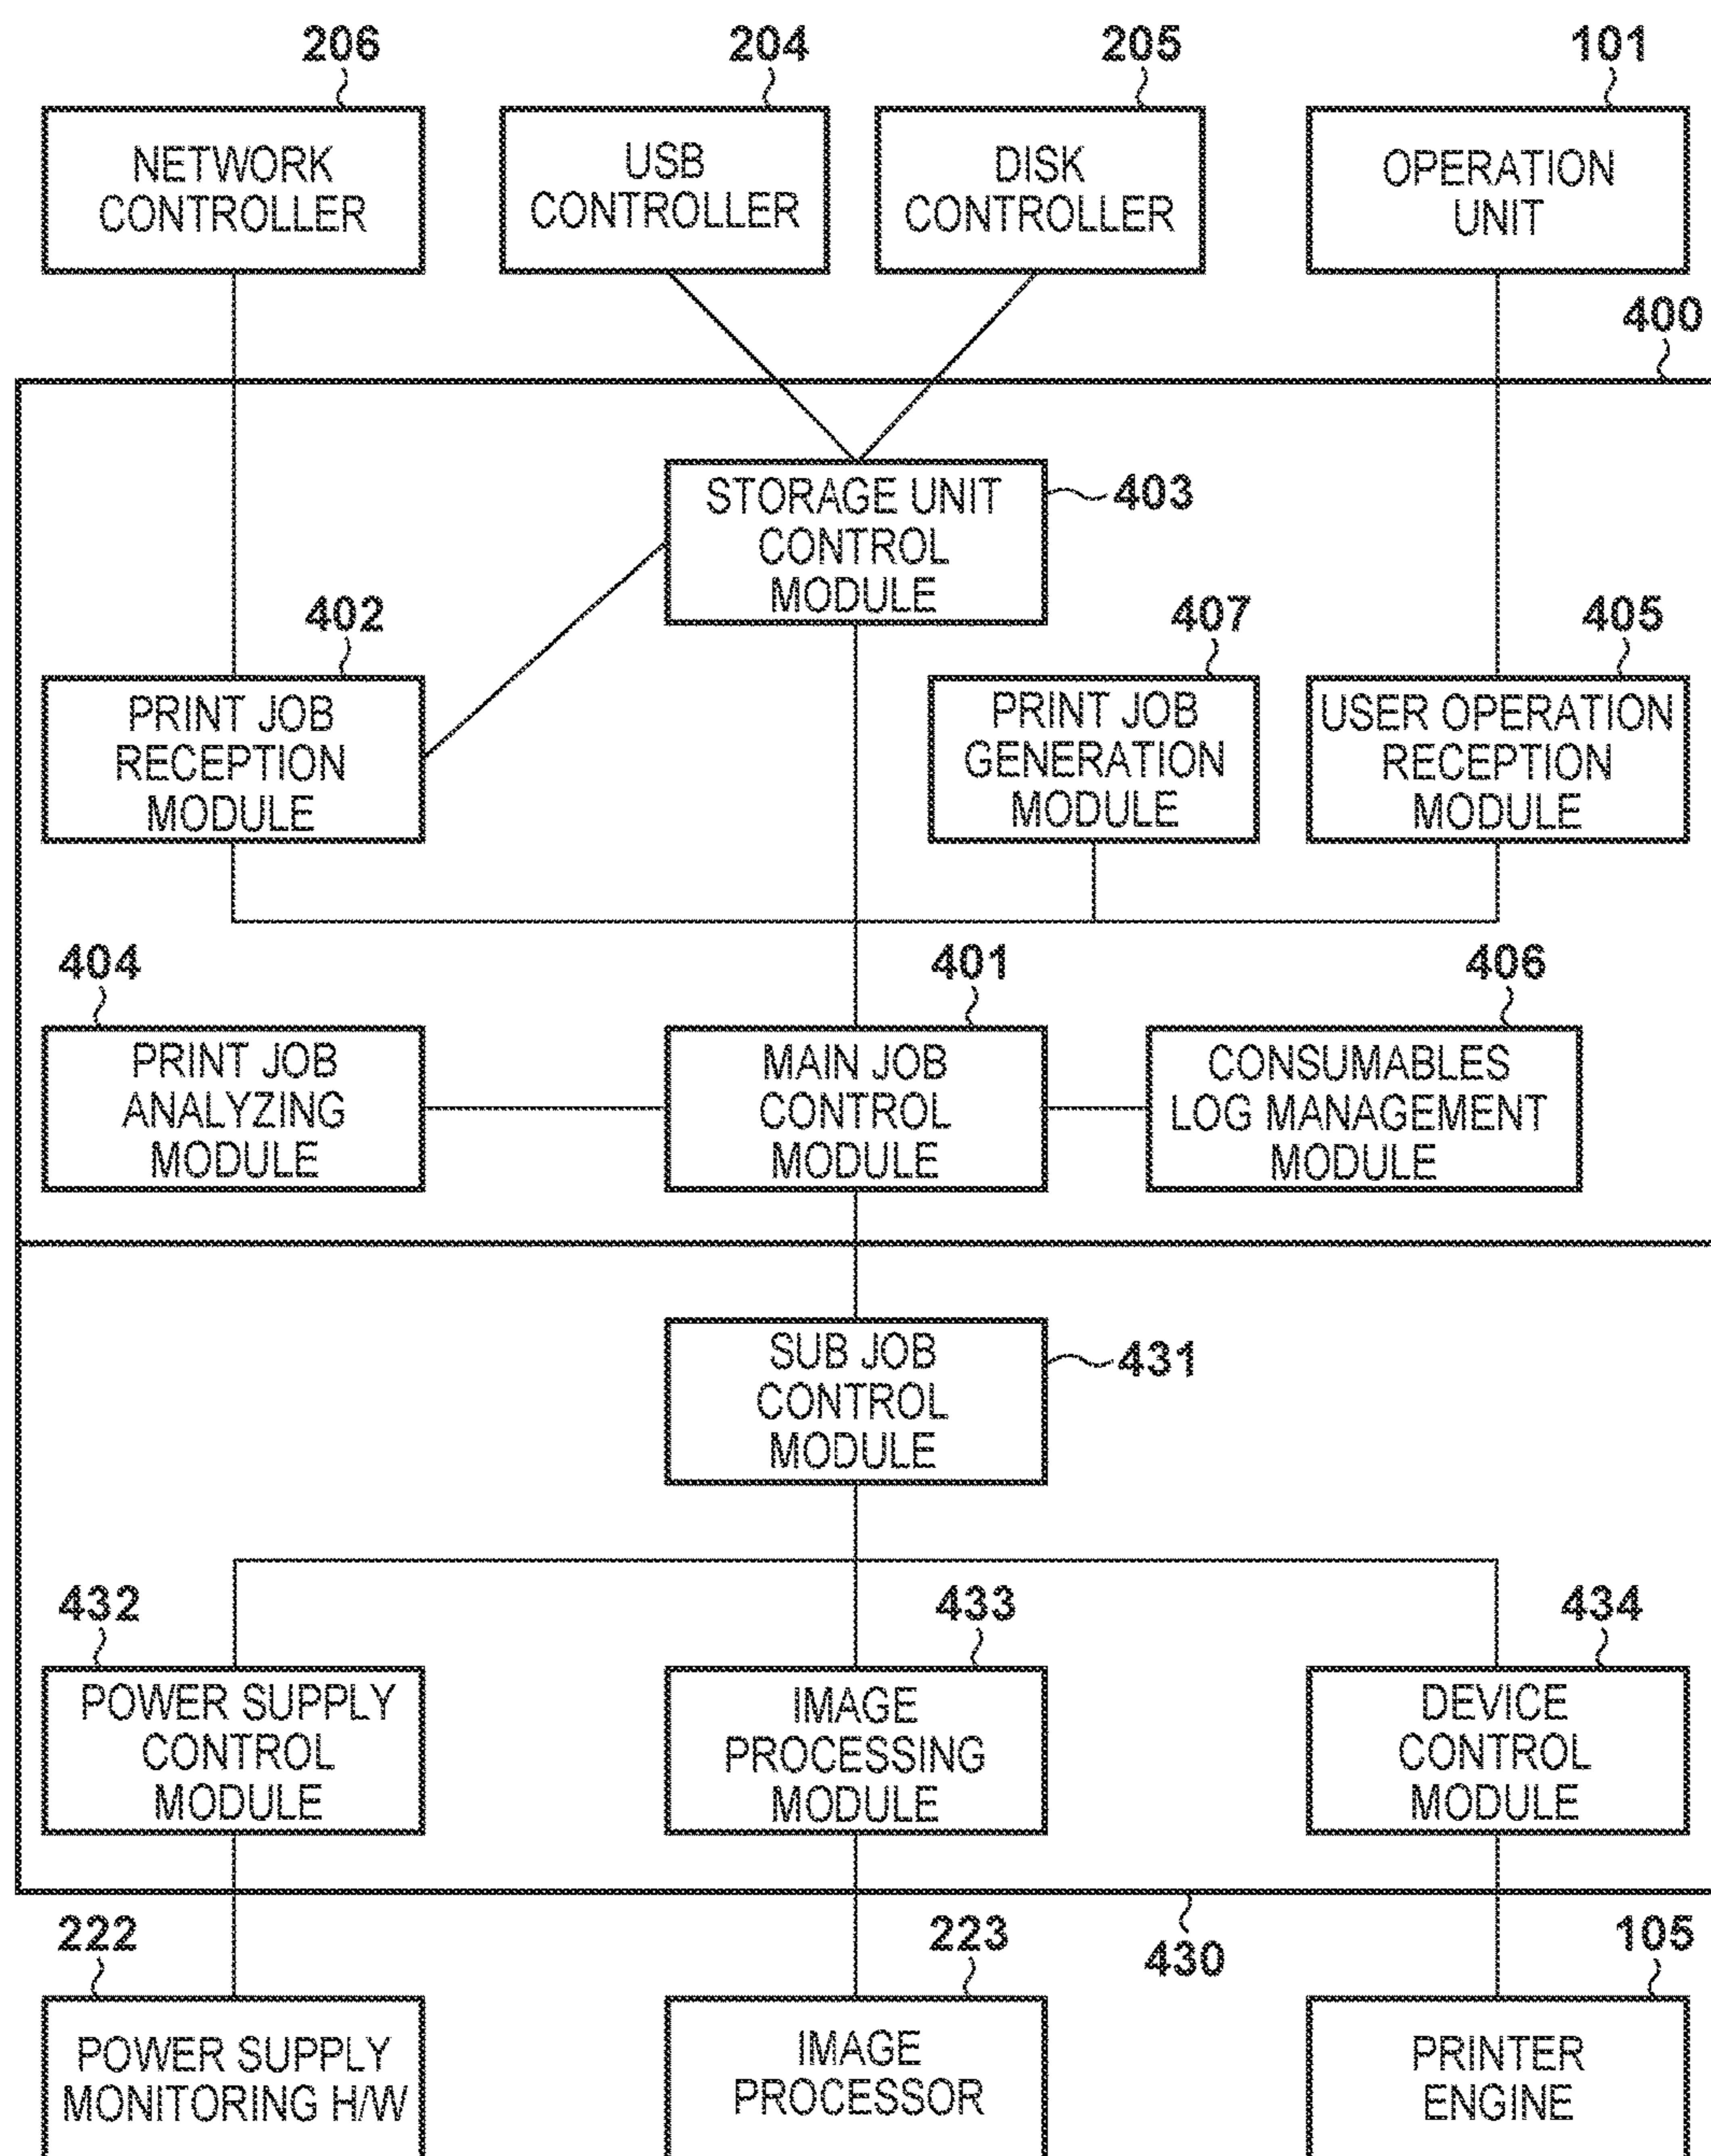 206
204
205
101
NETWORK
CONTROLLER
USB
CONTROLLER
DISK
CONTROLLER
OPERATION
UNIT
400
STORAGE UNIT
CONTROL
MODULE
403
402
407
405
PRINT JOB
RECEPTION
MODULE
PRINT JOB
GENERATION
MODULE
USER OPERATION
RECEPTION
MODULE
404
401
406
PRINT JOB
ANALYZING
MODULE
MAIN JOB
CONTROL
MODULE
CONSUMABLES
LOG MANAGEMENT
MODULE
SUB JOB
CONTROL
MODULE
431
432
433
434
POWER SUPPLY
CONTROL
MODULE
IMAGE
PROCESSING
MODULE
DEVICE
CONTROL
MODULE
222
223
430
105
POWER SUPPLY
MONITORING H/W
IMAGE
PROCESSOR
PRINTER
ENGINE